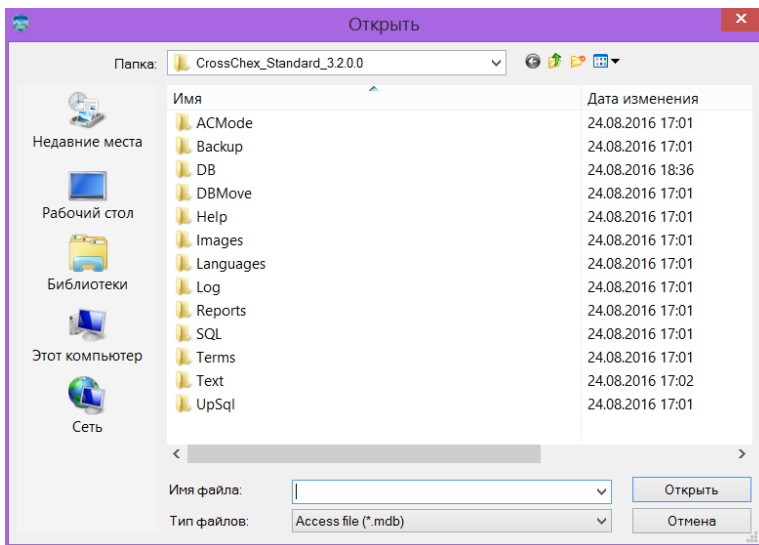 Открыть
Папка: CrossChex_Standard_3.2.0.0
Имя Дата изменения
ACMode 24.08.2016 17:01
Backup 24.08.2016 17:01
DB 24.08.2016 18:36
DBMove 24.08.2016 17:01
Help 24.08.2016 17:01
Images 24.08.2016 17:01
Languages 24.08.2016 17:01
Log 24.08.2016 17:01
Reports 24.08.2016 17:01
SQL 24.08.2016 17:01
Terms 24.08.2016 17:01
Text 24.08.2016 17:02
UpSql 24.08.2016 17:01
Недавние места
Рабочий стол
Библиотеки
Этот компьютер
Сеть
Имя файла: Открыть
Тип файлов: Access file (*.mdb) Отмена